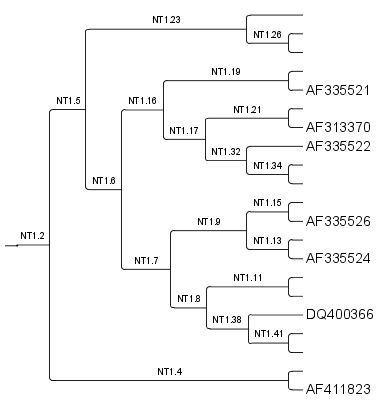 NT1.23
NT1.26
NT1.19
AF335521
NT1.5
NT1.16
NT1.21
AF313370
NT1.17
AF335522
NT1.32
NT1.34
NT1.6
NT1.15
NT1.9
AF335526
NT1.2
NT1.13
AF335524
NT1.7
NT1.11
NT1.8
DQ400366
NT1.38
NT1.41
NT1.4
AF411823